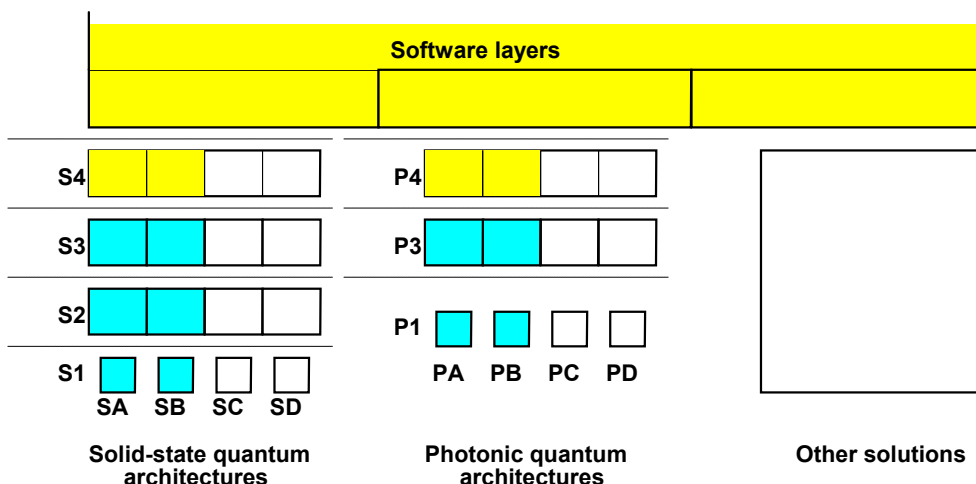 Software layers
S4
P4
S3
P3
S2
P1
S1
SA SB SC SD
PA PB PC PD
Solid-state quantum
architectures
Photonic quantum
architectures
Other solutions